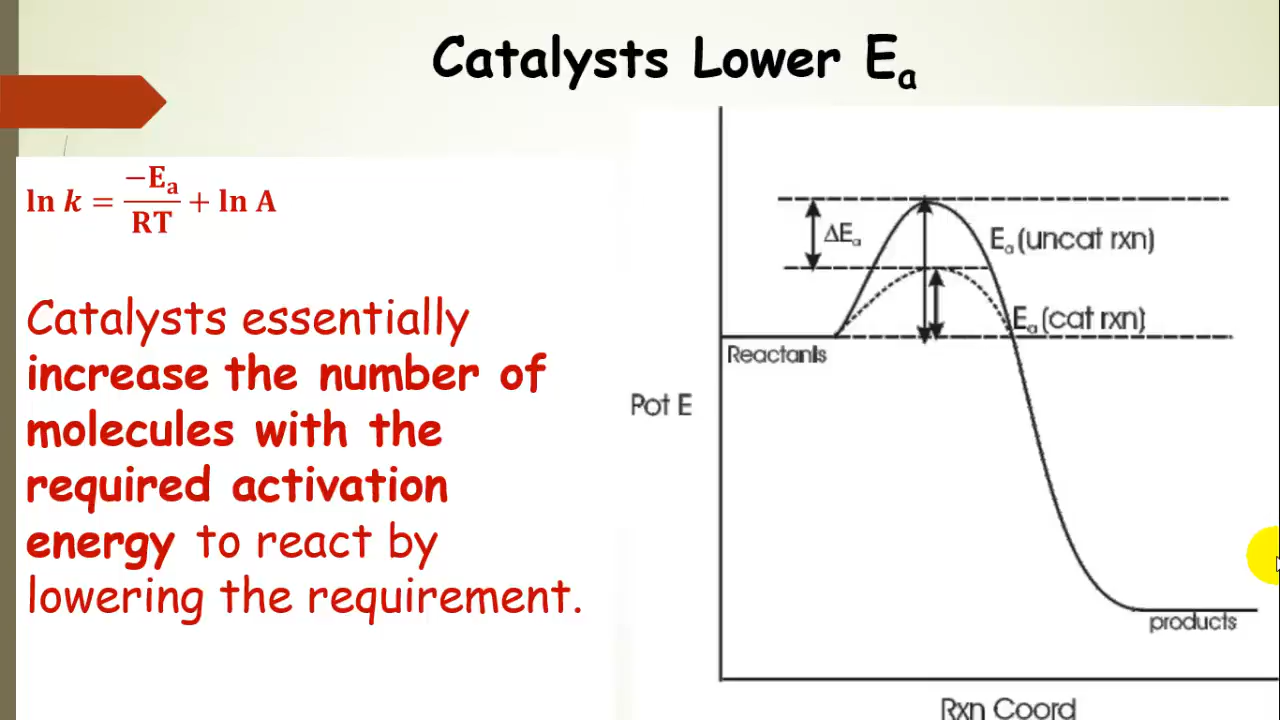 Catalysts Lower Eₐ
ln k = −Eₐ/RT + ln A
Catalysts essentially
increase the number of
molecules with the
required activation
energy to react by
lowering the requirement.
ΔEₐ
Eₐ (uncat rxn)
Eₐ (cat rxn)
Reactants
Pot E
products
Rxn Coord